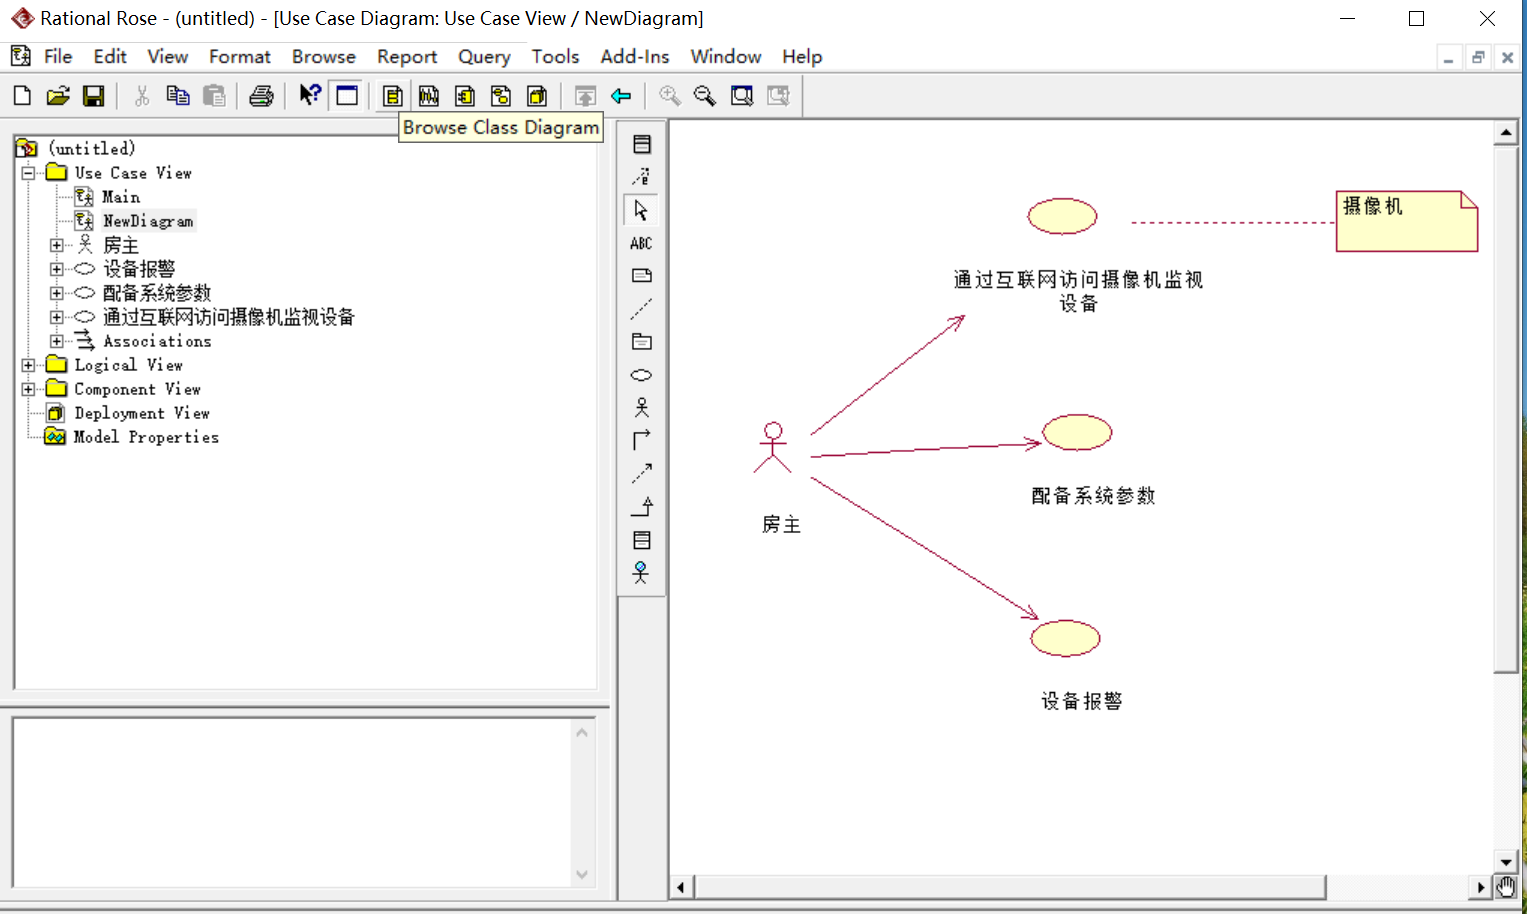 Rational Rose - (untitled) - [Use Case Diagram: Use Case View / NewDiagram]
File Edit View Format Browse Report Query Tools Add-Ins Window Help
Browse Class Diagram
(untitled)
Use Case View
Main
NewDiagram
房主
设备报警
配备系统参数
通过互联网访问摄像机监视设备
Associations
Logical View
Component View
Deployment View
Model Properties
ABC
摄像机
通过互联网访问摄像机监视
设备
配备系统参数
房主
设备报警